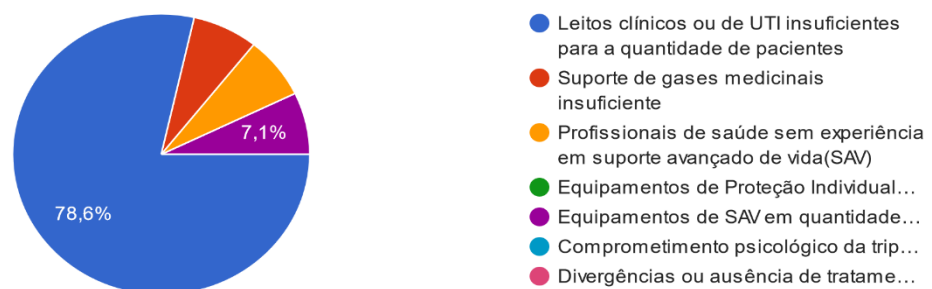 Leitos clínicos ou de UTI insuficientes
para a quantidade de pacientes
Suporte de gases medicinais
insuficiente
Profissionais de saúde sem experiência
em suporte avançado de vida(SAV)
Equipamentos de Proteção Individual…
Equipamentos de SAV em quantidade…
Comprometimento psicológico da trip…
Divergências ou ausência de tratame…
7,1%
78,6%